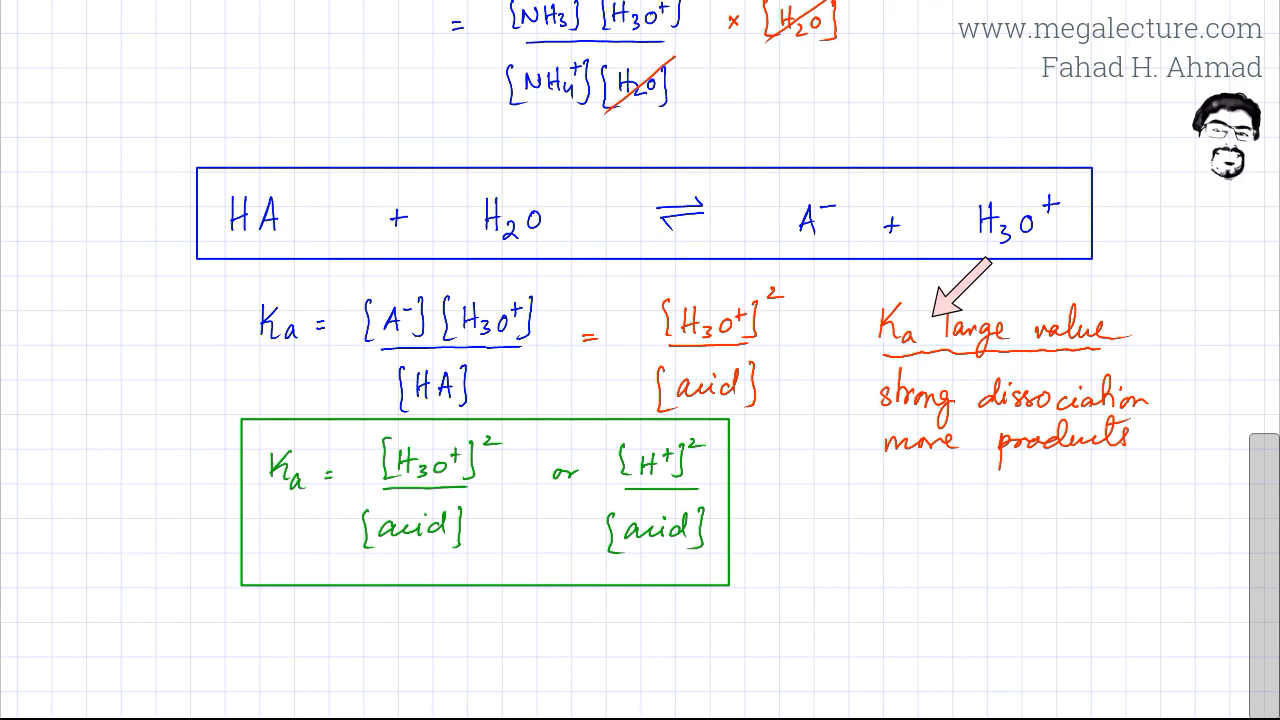 www.megalecture.com
Fahad H. Ahmad
= [NH₃] [H₃O⁺] / [NH₄⁺] [H₂O] × [H₂O]
HA + H₂O ⇌ A⁻ + H₃O⁺
Ka = [A⁻] [H₃O⁺] / [HA] = [H₃O⁺]² / [acid]
Ka large value
strong dissociation
more products
Ka = [H₃O⁺]² / [acid] or [H⁺]² / [acid]